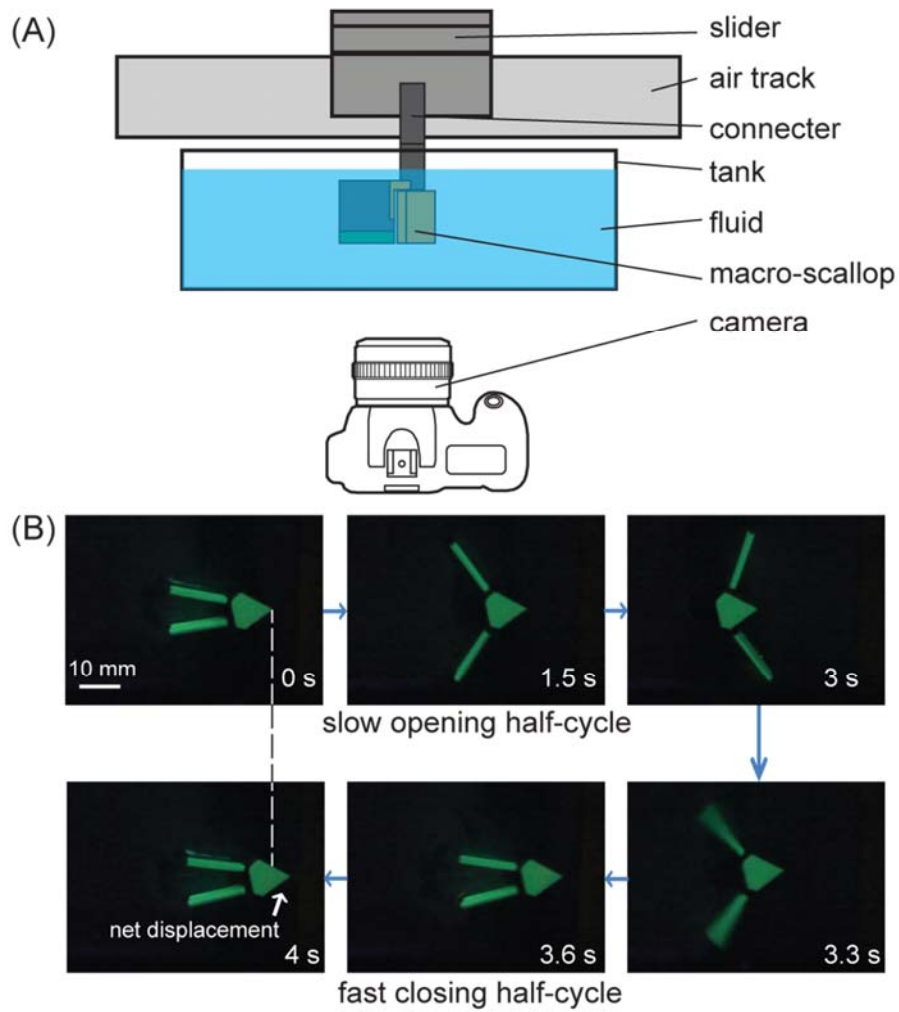 (A)
slider
air track
connecter
tank
fluid
macro-scallop
camera
(B)
10 mm
0 s
1.5 s
3 s
slow opening half-cycle
net displacement
4 s
3.6 s
3.3 s
fast closing half-cycle